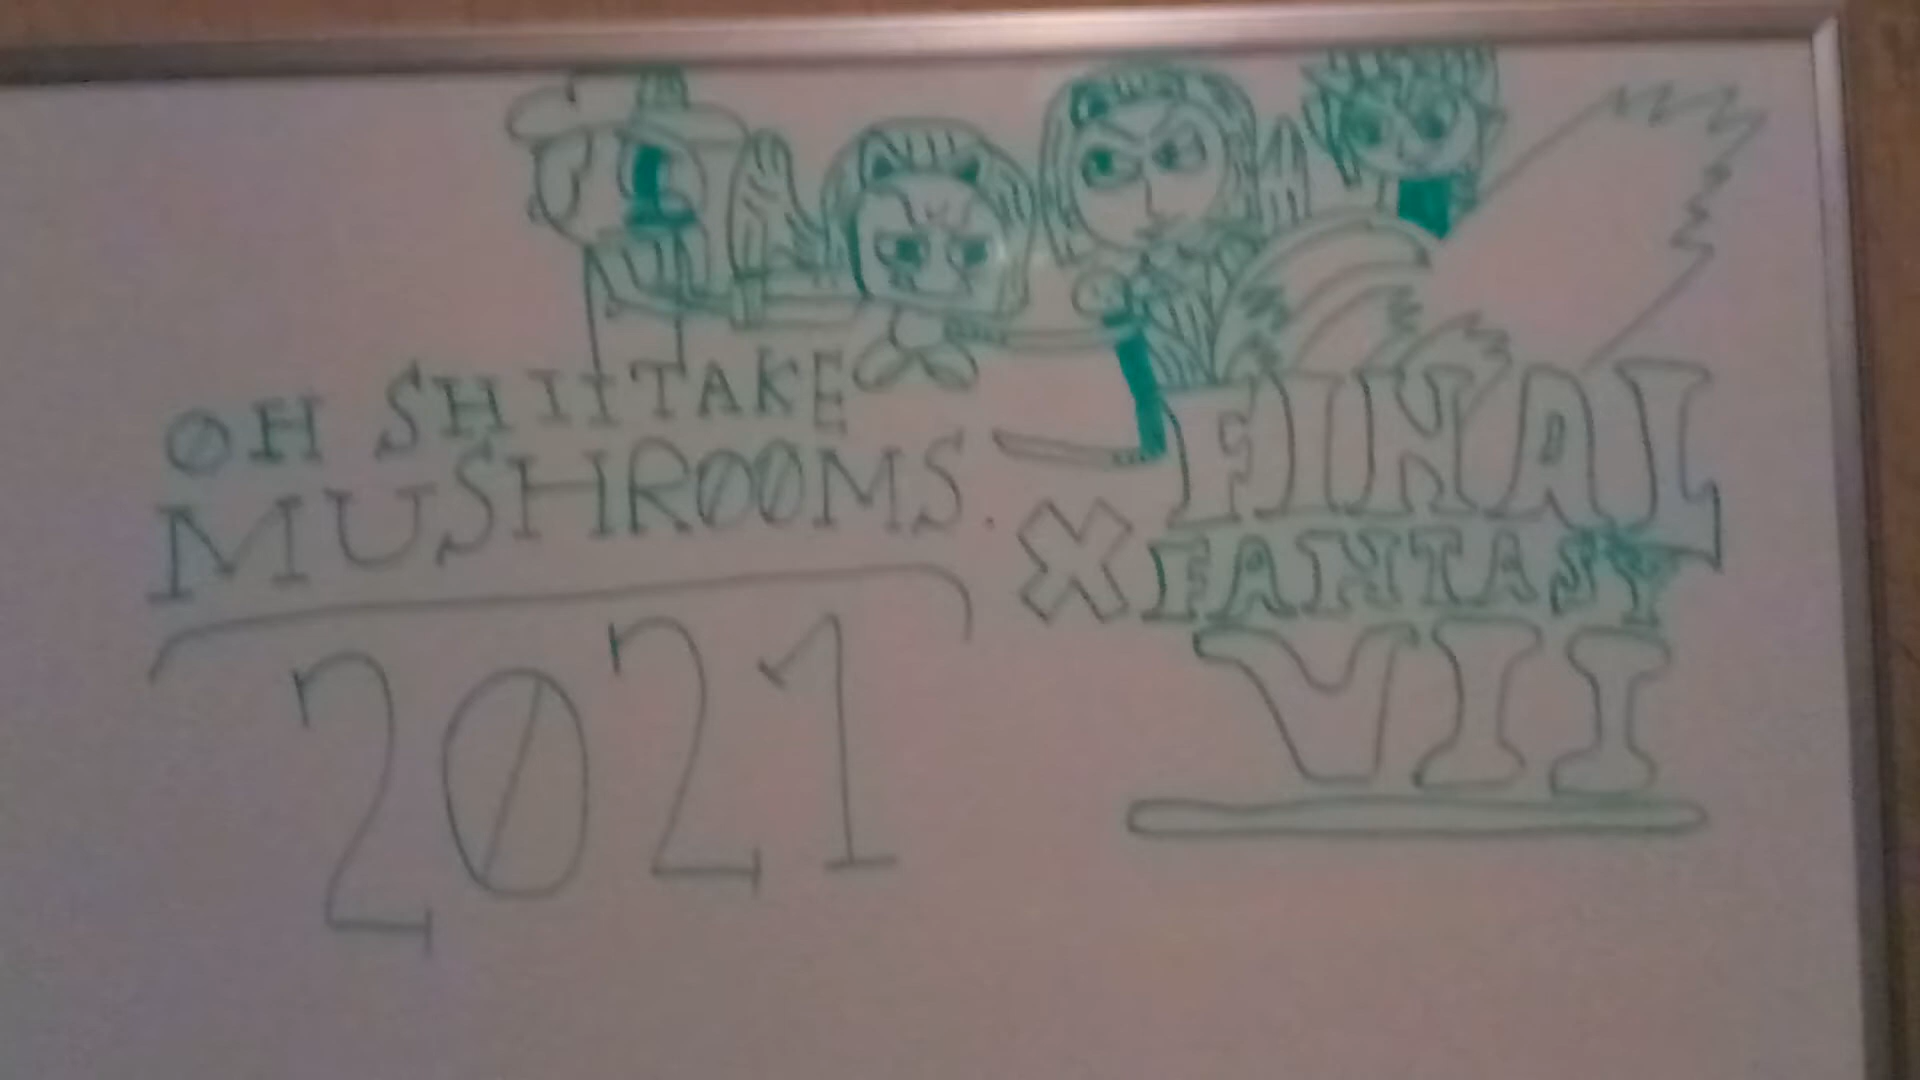 OH SHIITAKE
MUSHROOMS.
2021
X
FINAL
FANTASY
VII